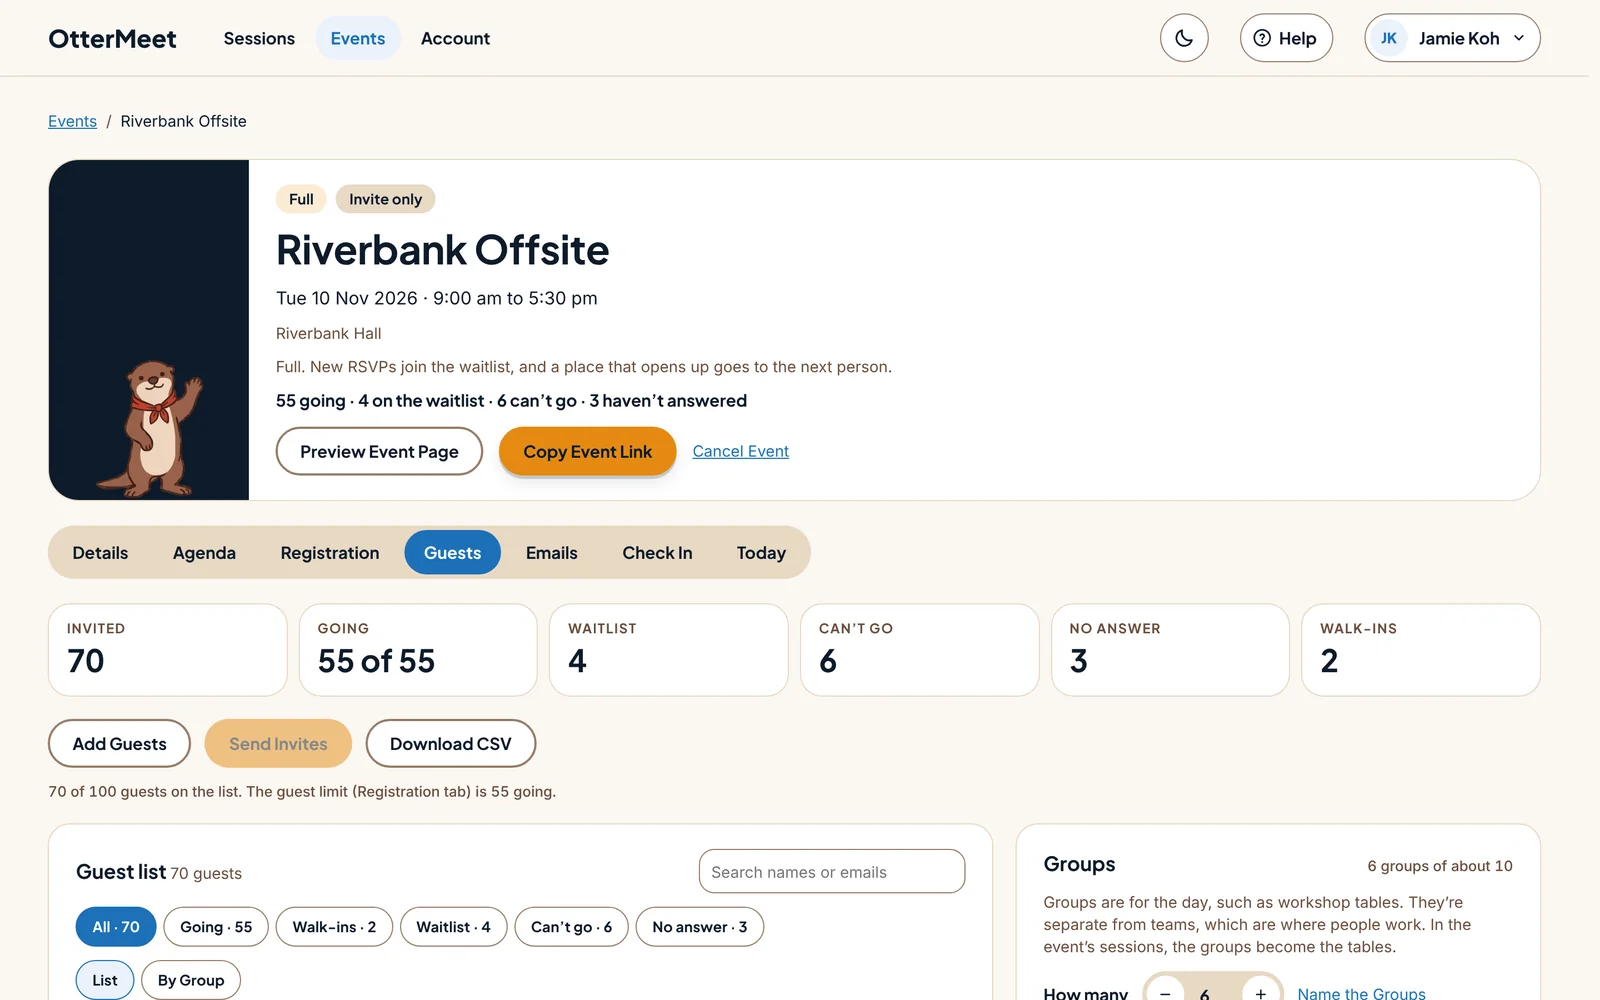 OtterMeet
Sessions
Events
Account
Help
JK
Jamie Koh
Events / Riverbank Offsite
Full
Invite only
Riverbank Offsite
Tue 10 Nov 2026 · 9:00 am to 5:30 pm
Riverbank Hall
Full. New RSVPs join the waitlist, and a place that opens up goes to the next person.
55 going · 4 on the waitlist · 6 can’t go · 3 haven’t answered
Preview Event Page
Copy Event Link
Cancel Event
Details
Agenda
Registration
Guests
Emails
Check In
Today
INVITED
70
GOING
55 of 55
WAITLIST
4
CAN’T GO
6
NO ANSWER
3
WALK-INS
2
Add Guests
Send Invites
Download CSV
70 of 100 guests on the list. The guest limit (Registration tab) is 55 going.
Guest list 70 guests
Search names or emails
All · 70
Going · 55
Walk-ins · 2
Waitlist · 4
Can’t go · 6
No answer · 3
List
By Group
Groups
6 groups of about 10
Groups are for the day, such as workshop tables. They’re
separate from teams, which are where people work. In the
event’s sessions, the groups become the tables.
How many
− 6 +
Name the Groups